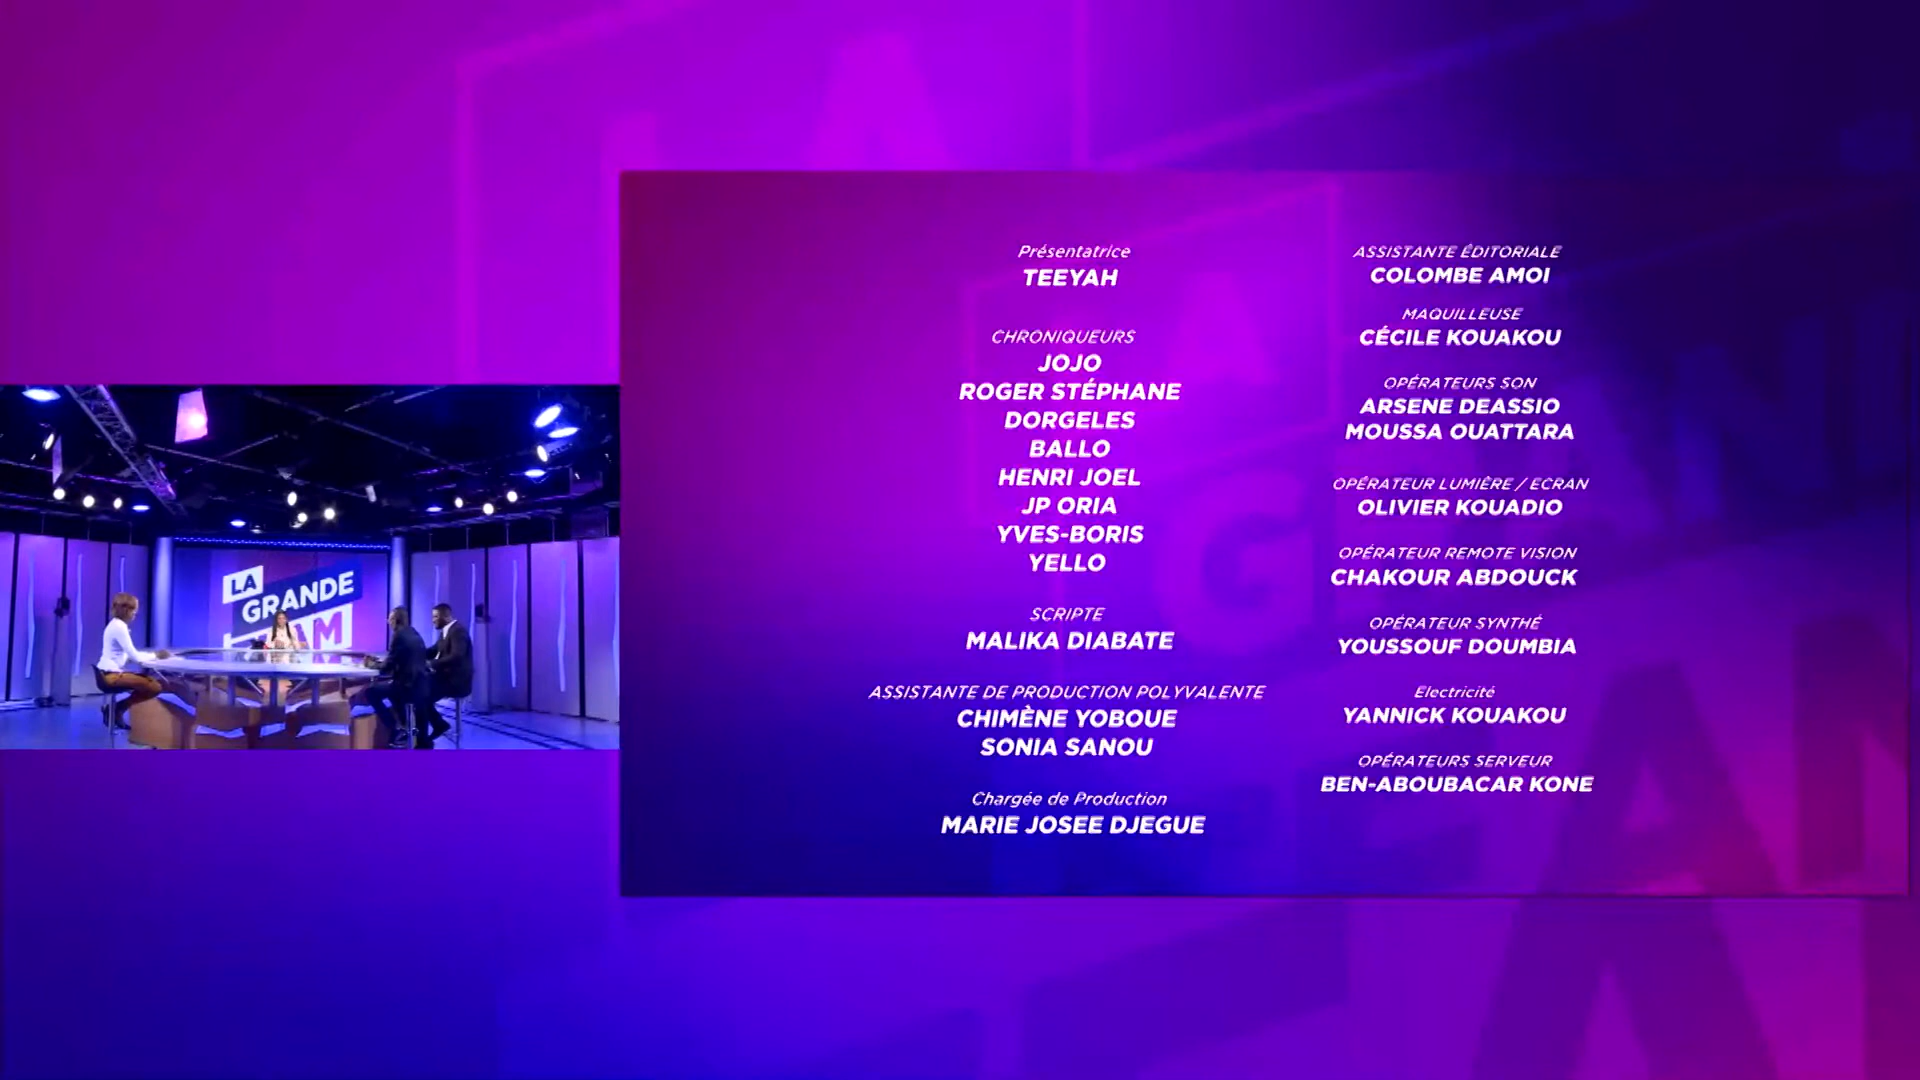 LA
GRANDE
Présentatrice
TEEYAH
CHRONIQUEURS
JOJO
ROGER STÉPHANE
DORGELES
BALLO
HENRI JOEL
JP ORIA
YVES-BORIS
YELLO
SCRIPTE
MALIKA DIABATE
ASSISTANTE DE PRODUCTION POLYVALENTE
CHIMÈNE YOBOUE
SONIA SANOU
Chargée de Production
MARIE JOSEE DJEGUE
ASSISTANTE ÉDITORIALE
COLOMBE AMOI
MAQUILLEUSE
CÉCILE KOUAKOU
OPÉRATEURS SON
ARSENE DEASSIO
MOUSSA OUATTARA
OPÉRATEUR LUMIÈRE / ECRAN
OLIVIER KOUADIO
OPÉRATEUR REMOTE VISION
CHAKOUR ABDOUCK
OPÉRATEUR SYNTHÉ
YOUSSOUF DOUMBIA
Electricité
YANNICK KOUAKOU
OPÉRATEURS SERVEUR
BEN-ABOUBACAR KONE